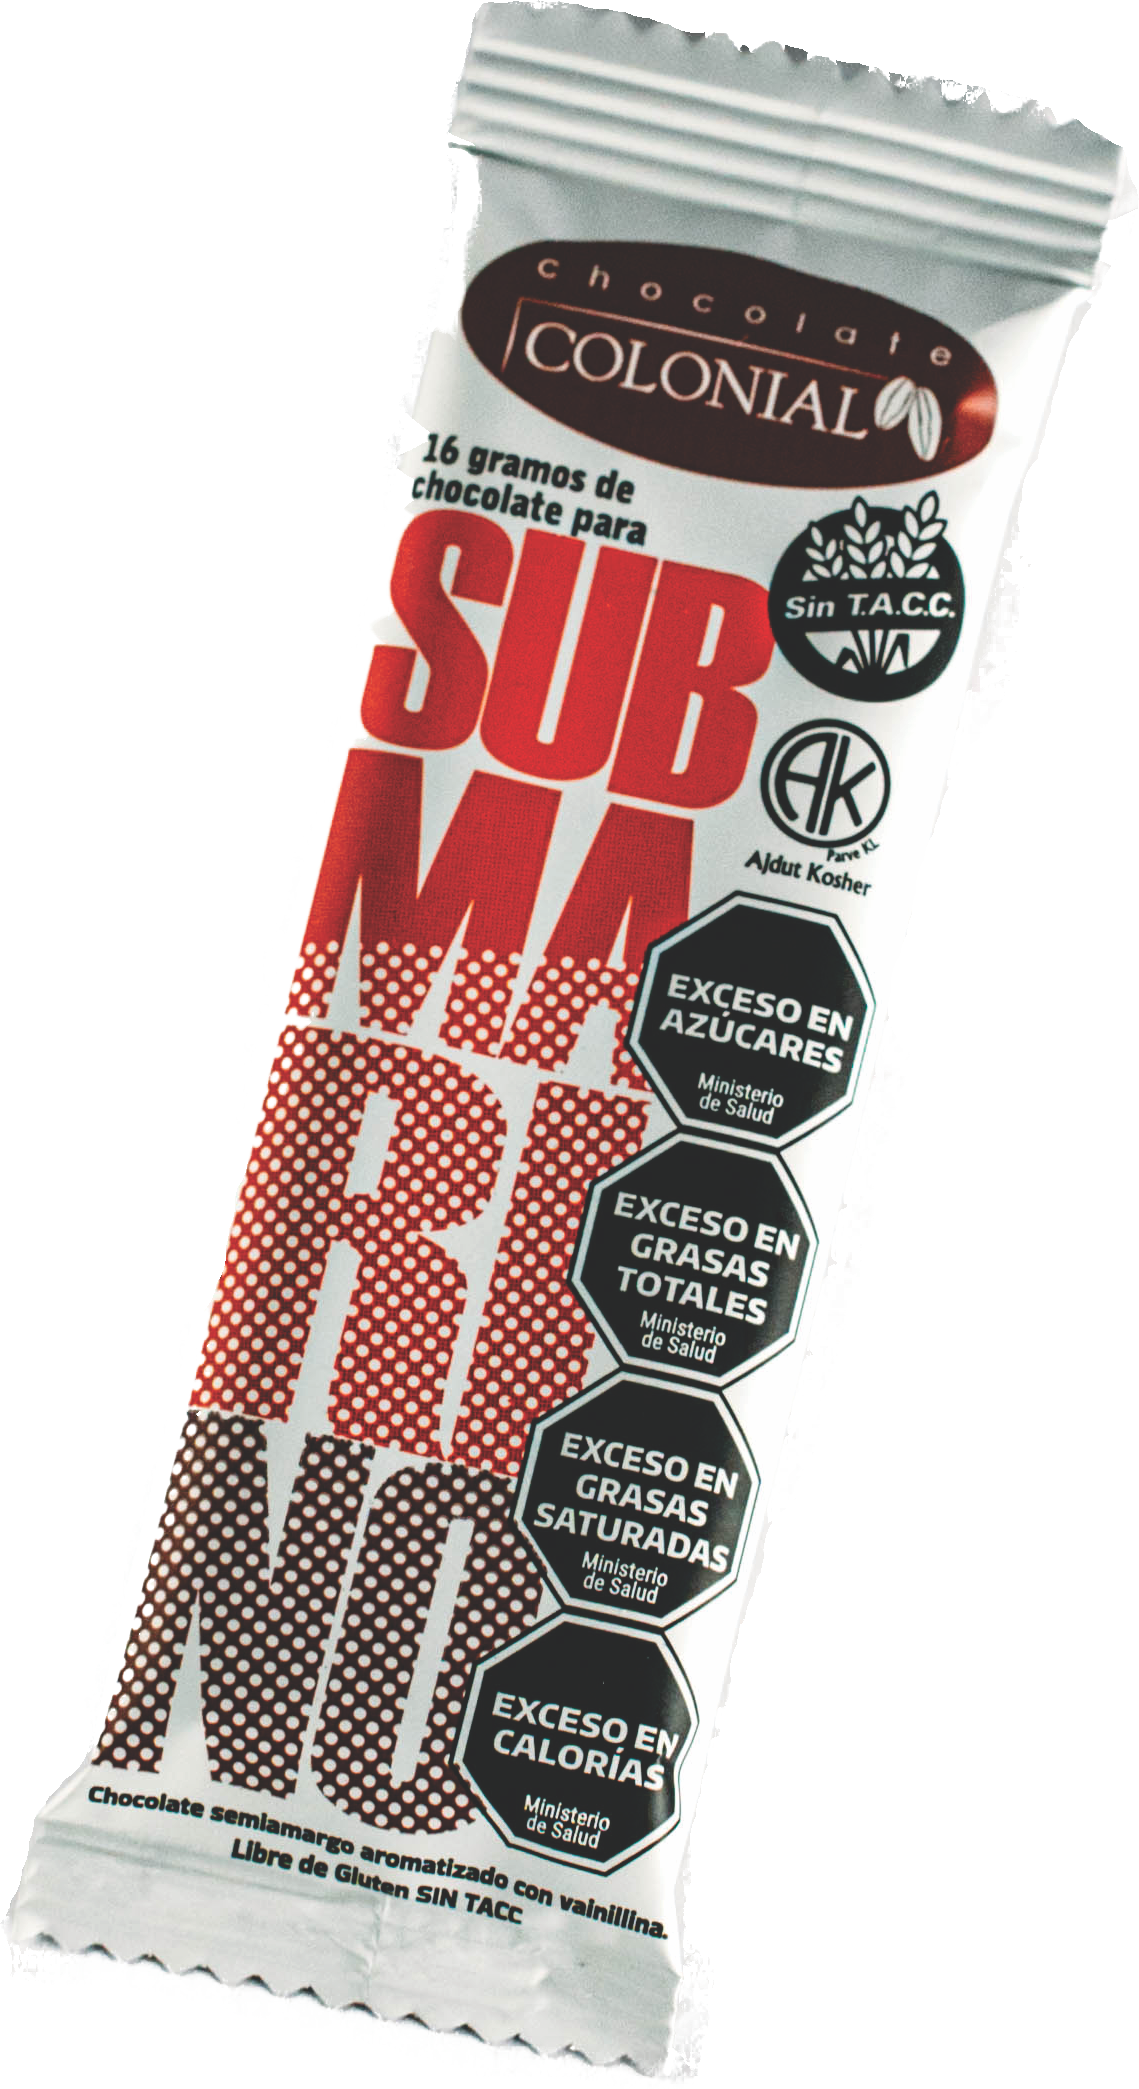 chocolate
COLONIAL
16 gramos de
chocolate para
SUB
MA
RI
NO
Sin T.A.C.C.
AK
Parve KL
Ajdut Kosher
EXCESO EN
AZÚCARES
Ministerio
de Salud
EXCESO EN
GRASAS
TOTALES
Ministerio
de Salud
EXCESO EN
GRASAS
SATURADAS
Ministerio
de Salud
EXCESO EN
CALORÍAS
Ministerio
de Salud
Chocolate semiamargo aromatizado con vainillina.
Libre de Gluten SIN TACC